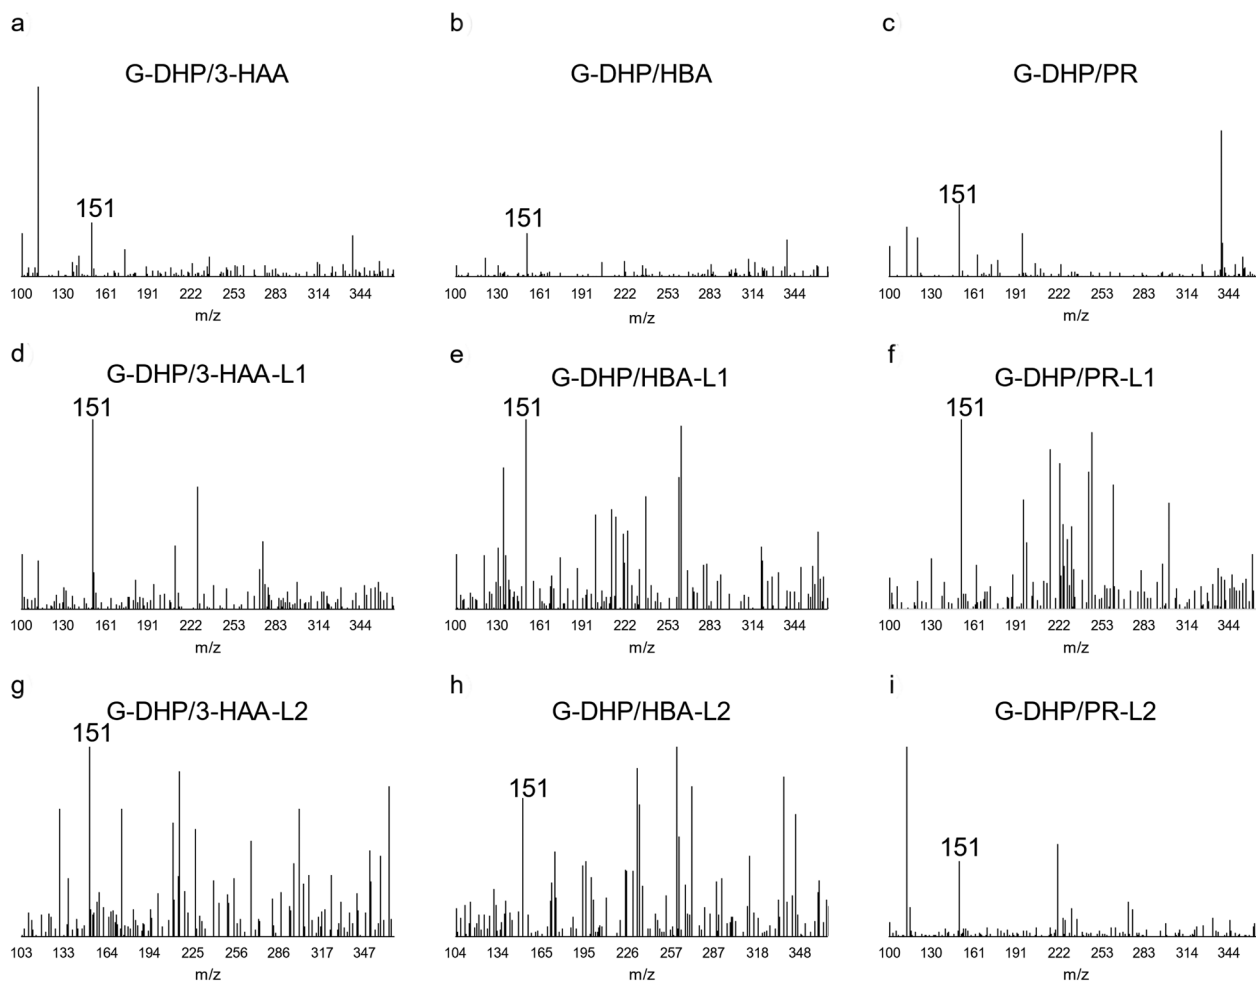 a b c
G-DHP/3-HAA G-DHP/HBA G-DHP/PR
151 151 151
100 130 161 191 222 253 283 314 344 100 130 161 191 222 253 283 314 344 100 130 161 191 222 253 283 314 344
m/z m/z m/z
d e f
G-DHP/3-HAA-L1 G-DHP/HBA-L1 G-DHP/PR-L1
151 151 151
100 130 161 191 222 253 283 314 344 100 130 161 191 222 253 283 314 344 100 130 161 191 222 253 283 314 344
m/z m/z m/z
g h i
G-DHP/3-HAA-L2 G-DHP/HBA-L2 G-DHP/PR-L2
151 151 151
103 133 164 194 225 256 286 317 347 104 134 165 195 226 257 287 318 348 100 130 161 191 222 253 283 314 344
m/z m/z m/z